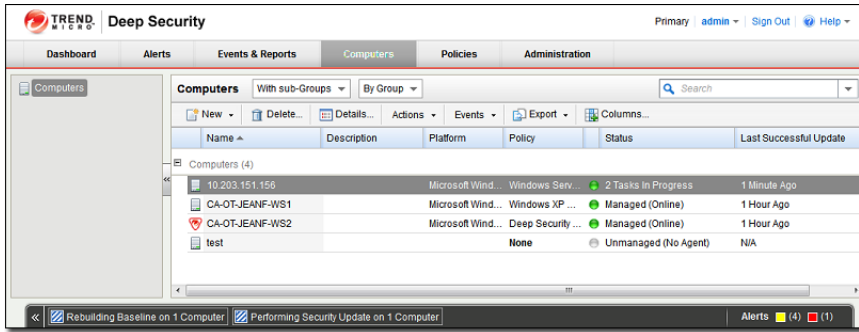 TREND MICRO Deep Security Primary admin Sign Out Help
Dashboard Alerts Events & Reports Computers Policies Administration
Computers
Computers With sub-Groups By Group Search
New Delete... Details... Actions Events Export Columns...
Name Description Platform Policy Status Last Successful Update
Computers (4)
10.203.151.156 Microsoft Wind... Windows Serv... 2 Tasks In Progress 1 Minute Ago
CA-OT-JEANF-WS1 Microsoft Wind... Windows XP ... Managed (Online) 1 Hour Ago
CA-OT-JEANF-WS2 Microsoft Wind... Deep Security ... Managed (Online) 1 Hour Ago
test None Unmanaged (No Agent) N/A
« Rebuilding Baseline on 1 Computer Performing Security Update on 1 Computer Alerts (4) (1)